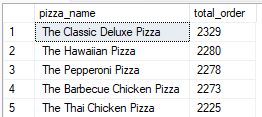 pizza_name total_order
1 The Classic Deluxe Pizza 2329
2 The Hawaiian Pizza 2280
3 The Pepperoni Pizza 2278
4 The Barbecue Chicken Pizza 2273
5 The Thai Chicken Pizza 2225